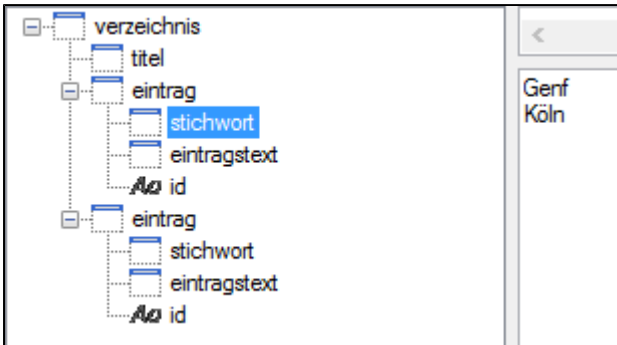 verzeichnis
titel
eintrag
stichwort
eintragstext
id
eintrag
stichwort
eintragstext
id
Genf
Köln